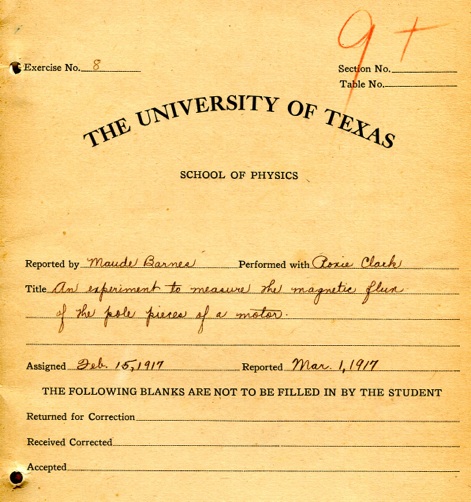 9+
Exercise No. 8 Section No.
Table No.
THE UNIVERSITY OF TEXAS
SCHOOL OF PHYSICS
Reported by Maude Barnes Performed with Roxie Clark
Title An experiment to measure the magnetic flux
of the pole pieces of a motor.
Assigned Feb. 15, 1917 Reported Mar. 1, 1917
THE FOLLOWING BLANKS ARE NOT TO BE FILLED IN BY THE STUDENT
Returned for Correction
Received Corrected
Accepted